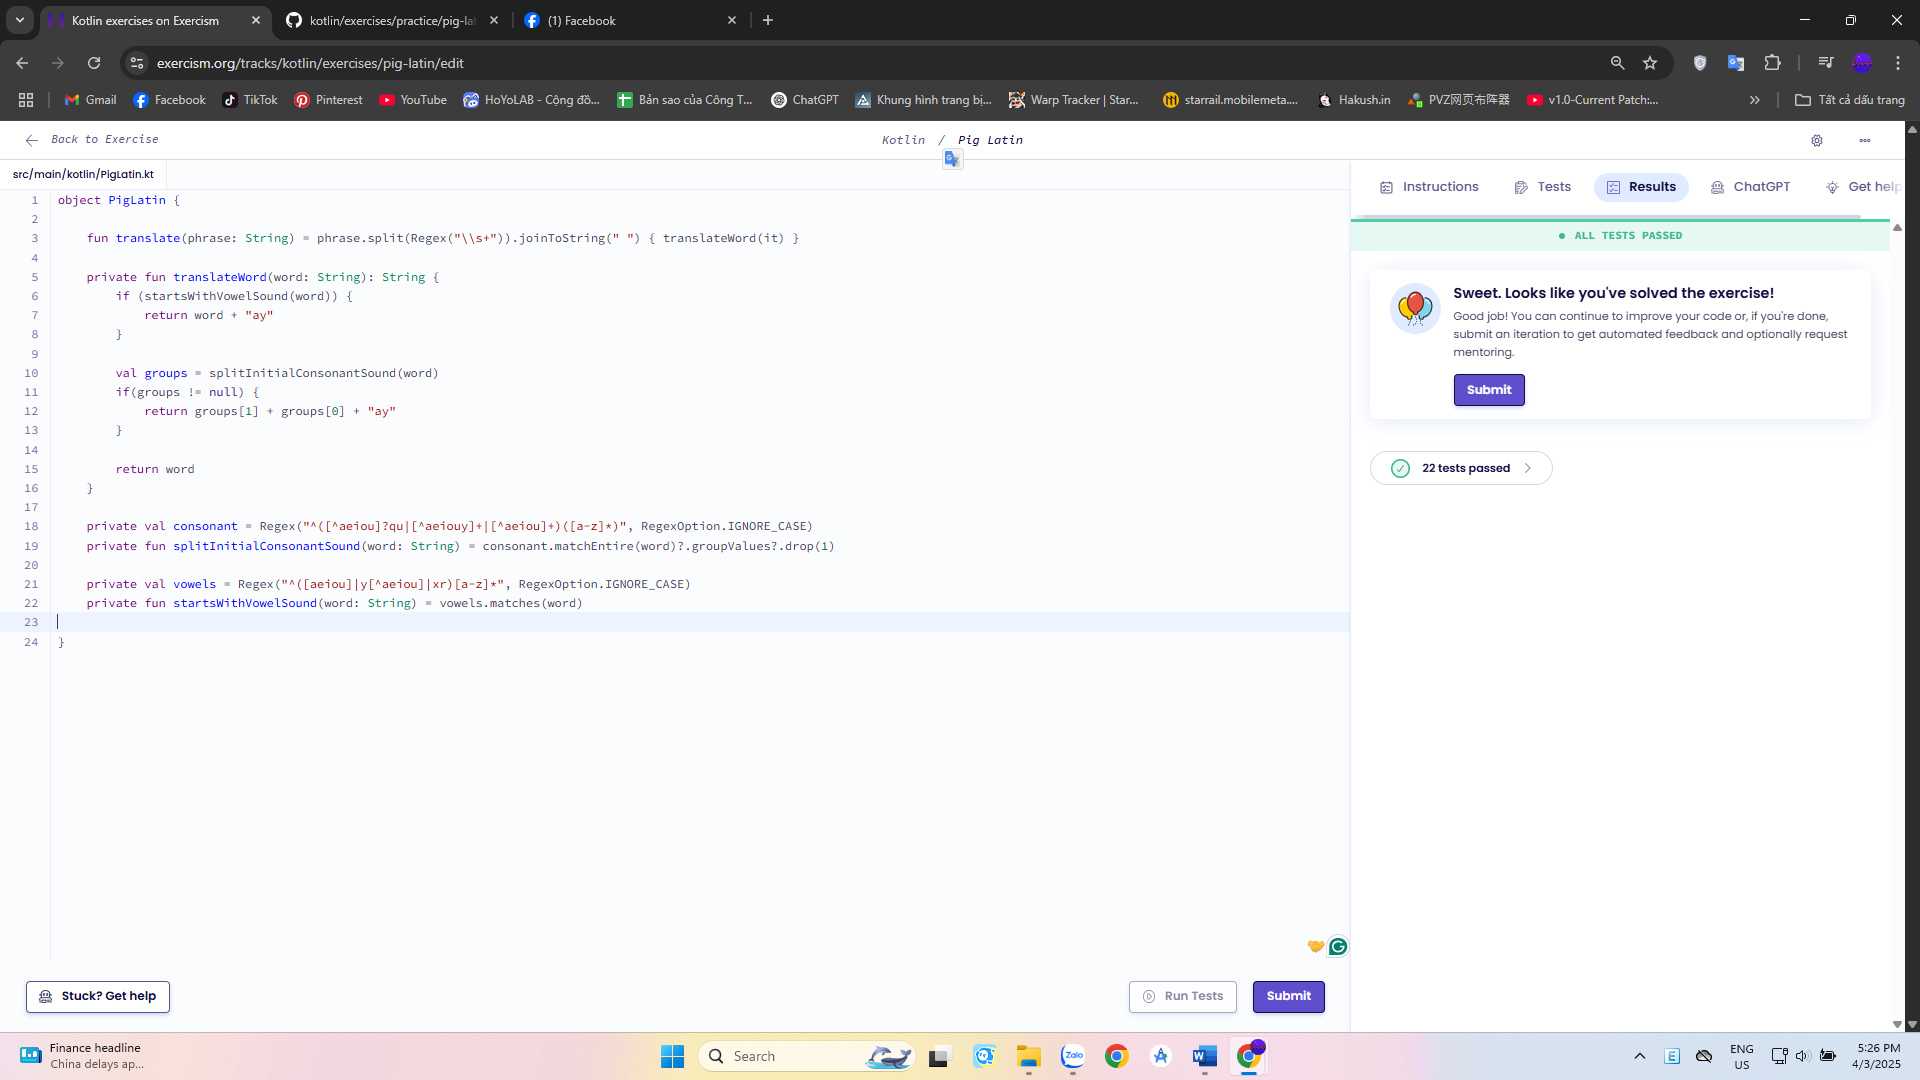 Kotlin exercises on Exercism
kotlin/exercises/practice/pig-lat
(1) Facebook
exercism.org/tracks/kotlin/exercises/pig-latin/edit
Gmail
Facebook
TikTok
Pinterest
YouTube
HoYoLAB - Cộng đồ...
Bản sao của Công T...
ChatGPT
Khung hình trang bị...
Warp Tracker | Star...
starrail.mobilemeta....
Hakush.in
PVZ网页布阵器
v1.0-Current Patch:...
Tất cả dấu trang
Back to Exercise
Kotlin / Pig Latin
src/main/kotlin/PigLatin.kt
1 object PigLatin {
2
3 fun translate(phrase: String) = phrase.split(Regex("\\s+")).joinToString(" ") { translateWord(it) }
4
5 private fun translateWord(word: String): String {
6 if (startsWithVowelSound(word)) {
7 return word + "ay"
8 }
9
10 val groups = splitInitialConsonantSound(word)
11 if(groups != null) {
12 return groups[1] + groups[0] + "ay"
13 }
14
15 return word
16 }
17
18 private val consonant = Regex("^([^aeiou]?qu|[^aeiouy]+|[^aeiou]+)([a-z]*)", RegexOption.IGNORE_CASE)
19 private fun splitInitialConsonantSound(word: String) = consonant.matchEntire(word)?.groupValues?.drop(1)
20
21 private val vowels = Regex("^([aeiou]|y[^aeiou]|xr)[a-z]*", RegexOption.IGNORE_CASE)
22 private fun startsWithVowelSound(word: String) = vowels.matches(word)
23
24 }
Instructions
Tests
Results
ChatGPT
Get help
ALL TESTS PASSED
Sweet. Looks like you've solved the exercise!
Good job! You can continue to improve your code or, if you're done,
submit an iteration to get automated feedback and optionally request
mentoring.
Submit
22 tests passed
Stuck? Get help
Run Tests
Submit
Finance headline
China delays ap...
Search
Zalo
ENG
US
5:26 PM
4/3/2025